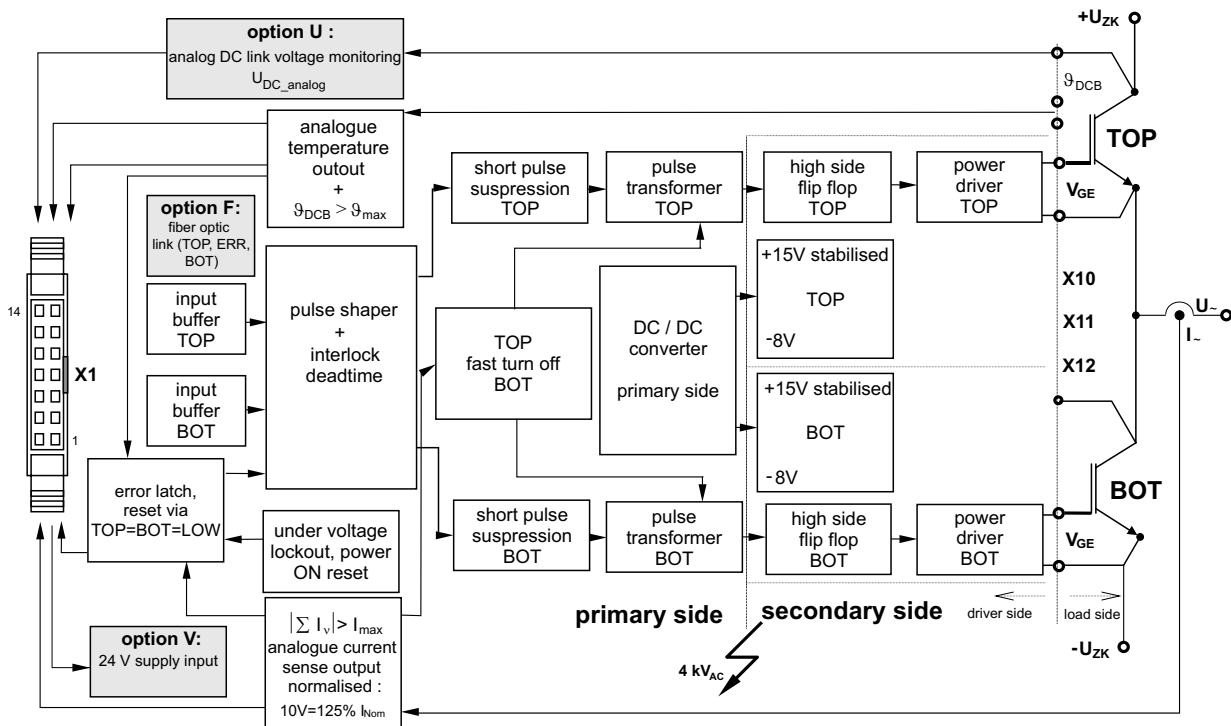 option U :
analog DC link voltage monitoring
U_DC_analog
+U_ZK
ϑ_DCB
TOP
V_GE
analogue
temperature
outout
+
ϑ_DCB > ϑ_max
option F:
fiber optic
link (TOP, ERR,
BOT)
short pulse
suspression
TOP
pulse
transformer
TOP
high side
flip flop
TOP
power
driver
TOP
14
X1
1
input
buffer
TOP
input
buffer
BOT
pulse shaper
+
interlock
deadtime
TOP
fast turn off
BOT
DC / DC
converter
primary side
+15V stabilised
TOP
-8V
+15V stabilised
BOT
-8V
X10
X11
X12
U~
I~
error latch,
reset via
TOP=BOT=LOW
under voltage
lockout, power
ON reset
short pulse
suspression
BOT
pulse
transformer
BOT
high side
flip flop
BOT
power
driver
BOT
BOT
V_GE
option V:
24 V supply input
|∑ I_v| > I_max
analogue current
sense output
normalised :
10V=125% I_Nom
primary side
secondary side
driver side
load side
4 kV_AC
-U_ZK